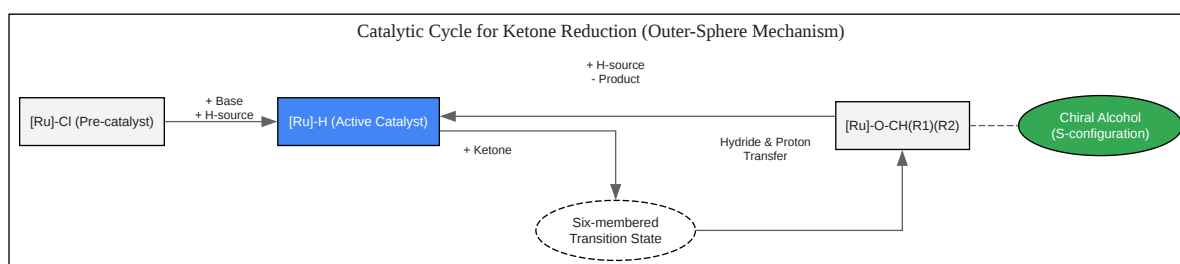 Catalytic Cycle for Ketone Reduction (Outer-Sphere Mechanism)
+ H-source
- Product
[Ru]-Cl (Pre-catalyst)
+ Base
+ H-source
[Ru]-H (Active Catalyst)
+ Ketone
Hydride & Proton
Transfer
[Ru]-O-CH(R1)(R2)
Chiral Alcohol
(S-configuration)
Six-membered
Transition State